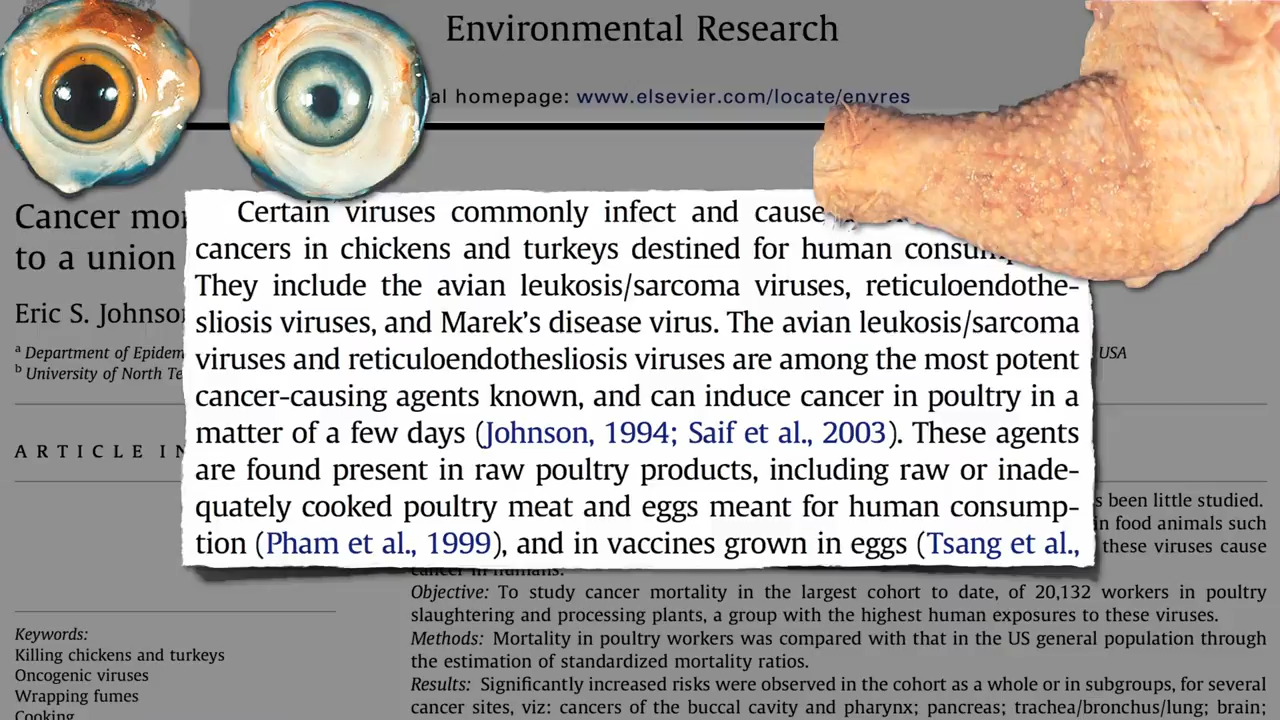 Environmental Research
al homepage: www.elsevier.com/locate/envres
Cancer mo
to a union
Eric S. Johnso
a Department of Epidem
USA
b University of North Te
ARTICLE IN
Certain viruses commonly infect and cause
cancers in chickens and turkeys destined for human
They include the avian leukosis/sarcoma viruses, reticuloendothe-
sliosis viruses, and Marek's disease virus. The avian leukosis/sarcoma
viruses and reticuloendothesliosis viruses are among the most potent
cancer-causing agents known, and can induce cancer in poultry in a
matter of a few days (Johnson, 1994; Saif et al., 2003). These agents
are found present in raw poultry products, including raw or inade-
quately cooked poultry meat and eggs meant for human consump-
tion (Pham et al., 1999), and in vaccines grown in eggs (Tsang et al.,
s been little studied.
in food animals such
these viruses cause
cancer in humans.
Objective: To study cancer mortality in the largest cohort to date, of 20,132 workers in poultry
slaughtering and processing plants, a group with the highest human exposures to these viruses.
Methods: Mortality in poultry workers was compared with that in the US general population through
the estimation of standardized mortality ratios.
Results: Significantly increased risks were observed in the cohort as a whole or in subgroups, for several
cancer sites, viz: cancers of the buccal cavity and pharynx; pancreas; trachea/bronchus/lung; brain;
Keywords:
Killing chickens and turkeys
Oncogenic viruses
Wrapping fumes
Cooking